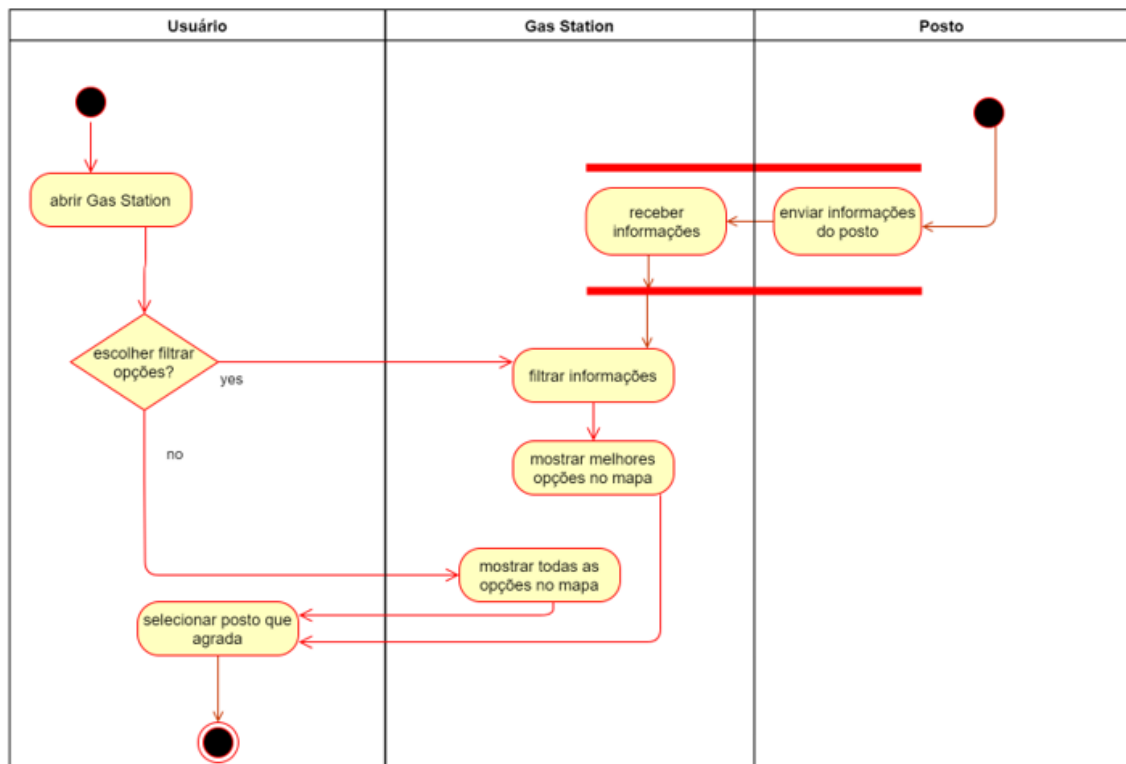 Usuário
Gas Station
Posto
abrir Gas Station
receber
informações
enviar informações
do posto
escolher filtrar
opções?
yes
no
filtrar informações
mostrar melhores
opções no mapa
mostrar todas as
opções no mapa
selecionar posto que
agrada